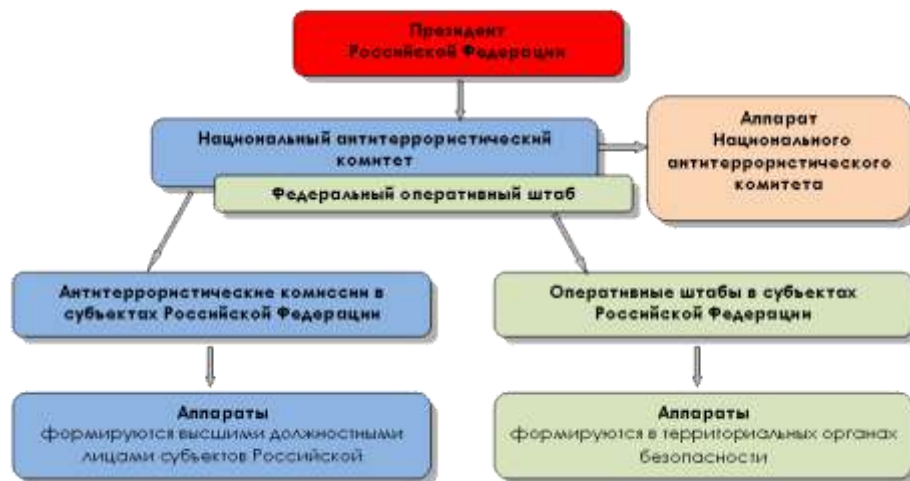 Президент
Российской Федерации
Национальный антитеррористический
комитет
Аппарат
Национального
антитеррористического
комитета
Федеральный оперативный штаб
Антитеррористические комиссии в
субъектах Российской Федерации
Оперативные штабы в субъектах
Российской Федерации
Аппараты
формируются высшими должностными
лицами субъектов Российской
Аппараты
формируются в территориальных органах
безопасности